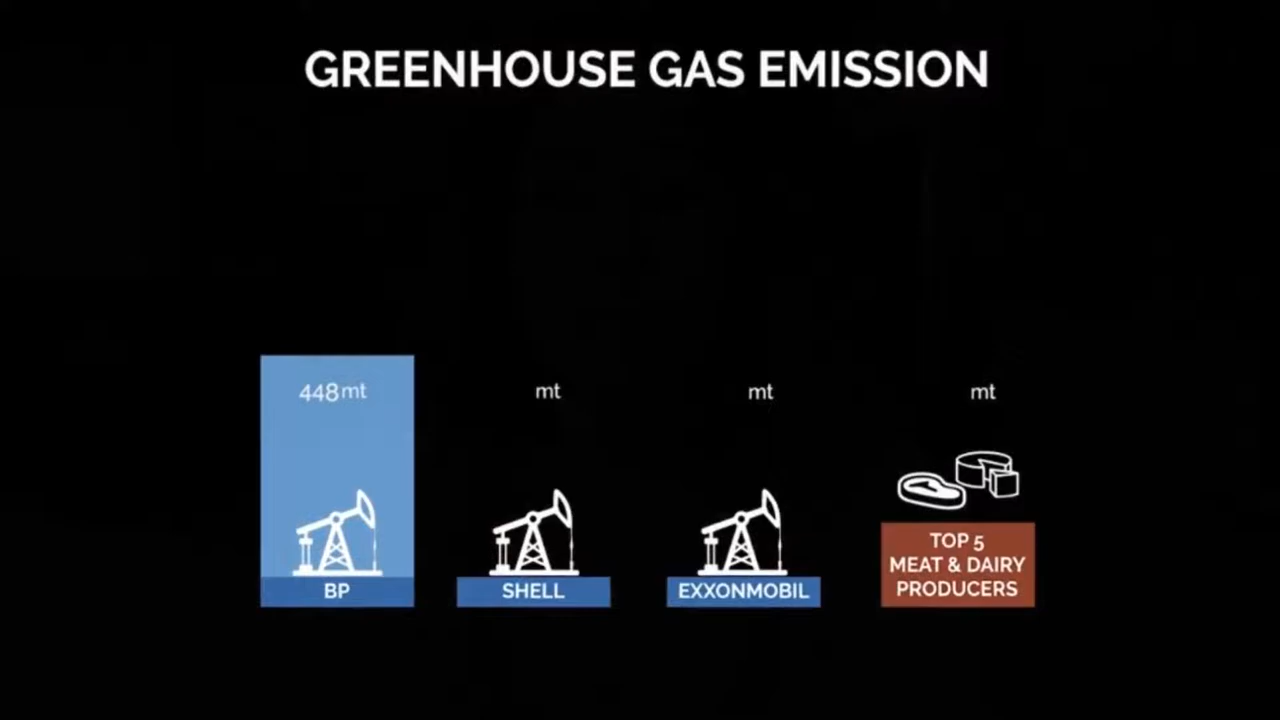 GREENHOUSE GAS EMISSION
448mt
mt
mt
mt
BP
SHELL
EXXONMOBIL
TOP 5
MEAT & DAIRY
PRODUCERS